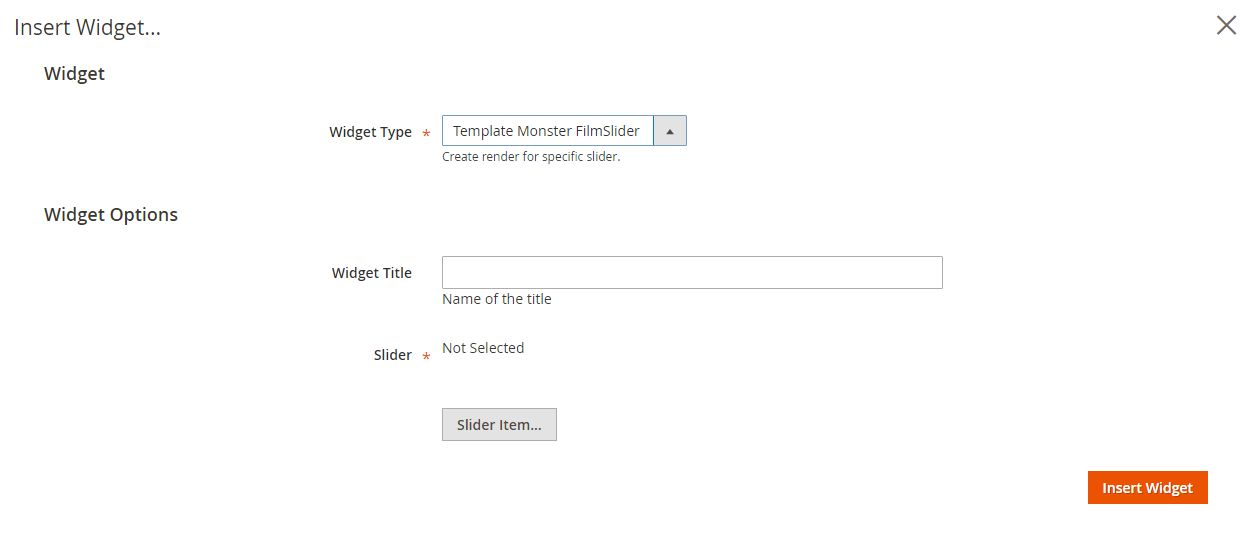 Insert Widget...
Widget
Widget Type *
Template Monster FilmSlider
Create render for specific slider.
Widget Options
Widget Title
Name of the title
Slider *
Not Selected
Slider Item...
Insert Widget